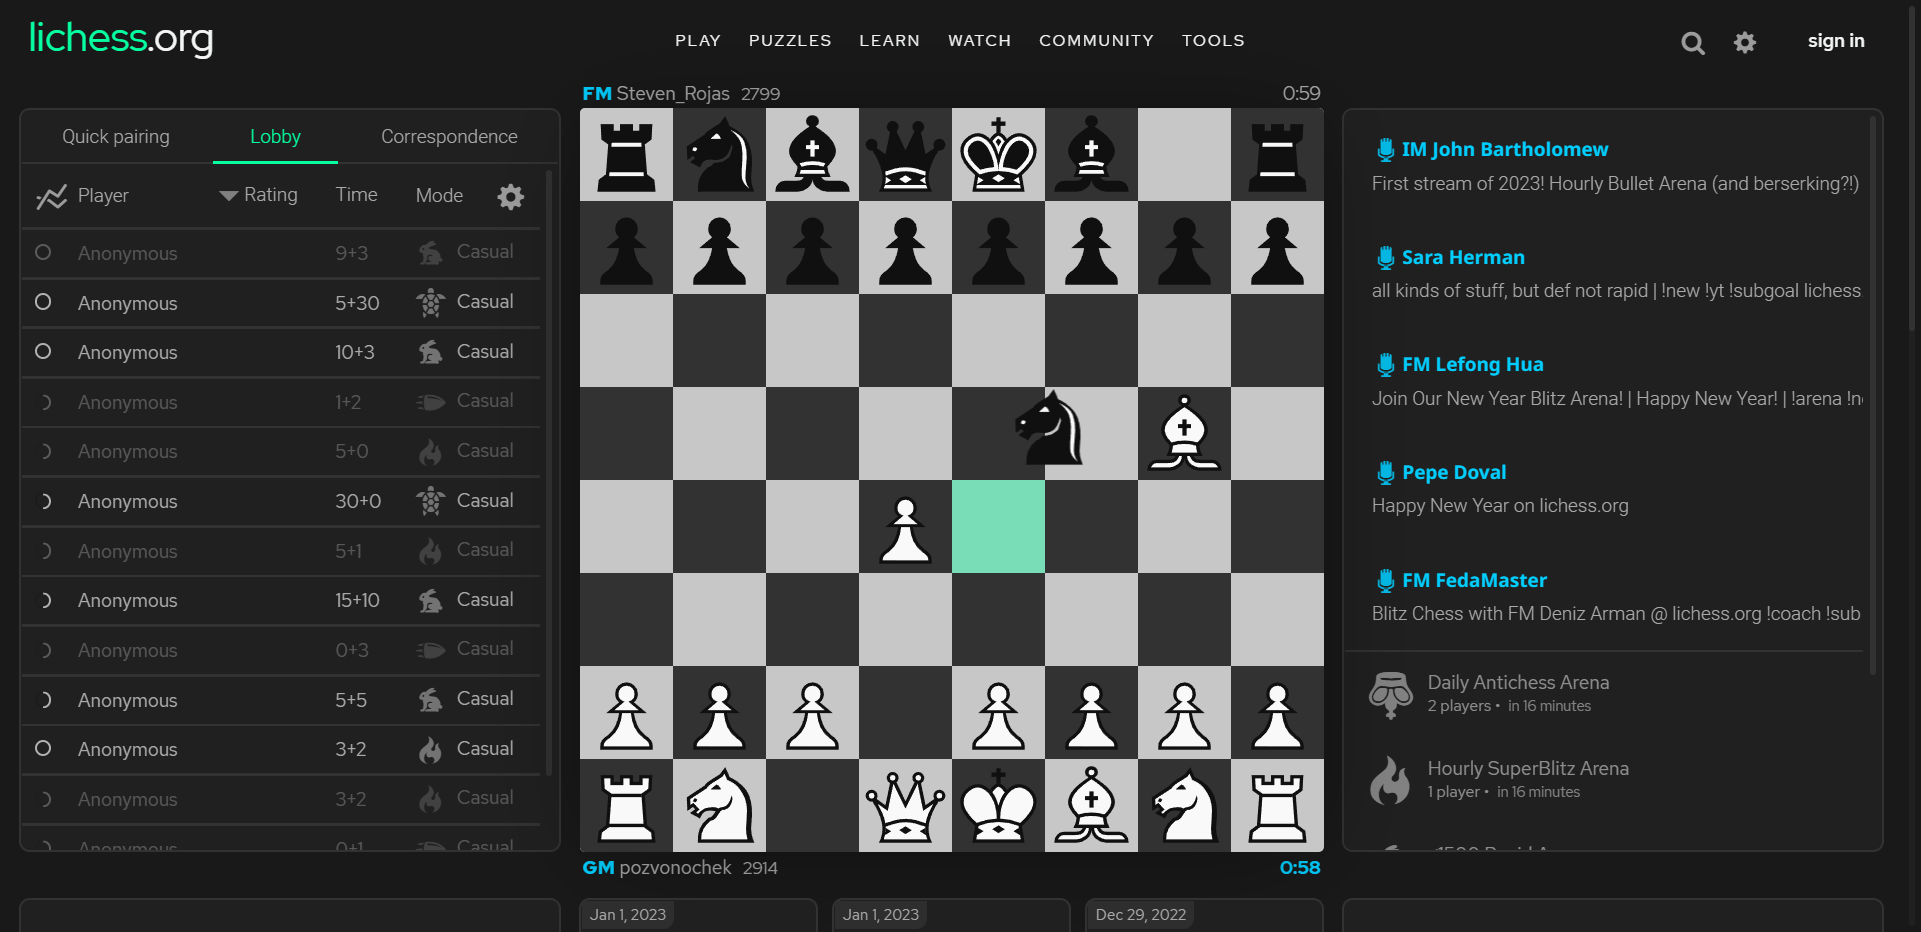 lichess.org
PLAY PUZZLES LEARN WATCH COMMUNITY TOOLS
sign in
Quick pairing Lobby Correspondence
Player Rating Time Mode
Anonymous 9+3 Casual
Anonymous 5+30 Casual
Anonymous 10+3 Casual
Anonymous 1+2 Casual
Anonymous 5+0 Casual
Anonymous 30+0 Casual
Anonymous 5+1 Casual
Anonymous 15+10 Casual
Anonymous 0+3 Casual
Anonymous 5+5 Casual
Anonymous 3+2 Casual
Anonymous 3+2 Casual
Anonymous 0+1 Casual
FM Steven_Rojas 2799 0:59
GM pozvonochek 2914 0:58
Jan 1, 2023
Jan 1, 2023
Dec 29, 2022
IM John Bartholomew
First stream of 2023! Hourly Bullet Arena (and berserking?!)
Sara Herman
all kinds of stuff, but def not rapid | !new !yt !subgoal lichess
FM Lefong Hua
Join Our New Year Blitz Arena! | Happy New Year! | !arena
Pepe Doval
Happy New Year on lichess.org
FM FedaMaster
Blitz Chess with FM Deniz Arman @ lichess.org !coach !sub
Daily Antichess Arena
2 players • in 16 minutes
Hourly SuperBlitz Arena
1 player • in 16 minutes